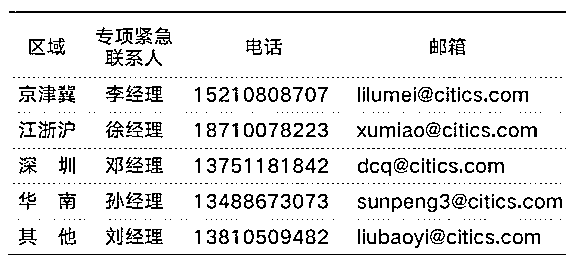 区域 专项紧急联系人 电话 邮箱
京津冀 李经理 15210808707 lilumei@citics.com
江浙沪 徐经理 18710078223 xumiao@citics.com
深 圳 邓经理 13751181842 dcq@citics.com
华 南 孙经理 13488673073 sunpeng3@citics.com
其 他 刘经理 13810509482 liubaoyi@citics.com